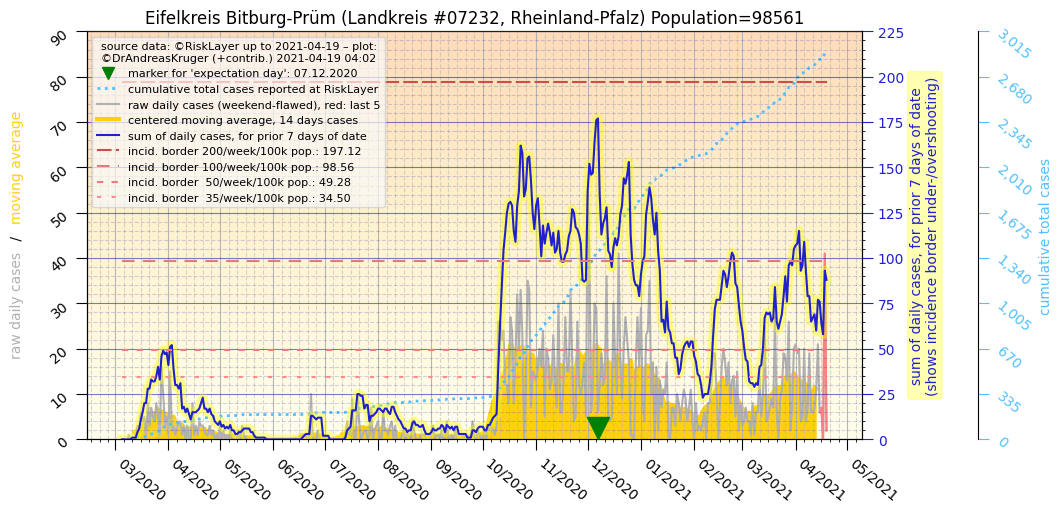 Eifelkreis Bitburg-Prüm (Landkreis #07232, Rheinland-Pfalz) Population=98561
source data: ©RiskLayer up to 2021-04-19 – plot:
©DrAndreasKruger (+contrib.) 2021-04-19 04:02
marker for 'expectation day': 07.12.2020
cumulative total cases reported at RiskLayer
raw daily cases (weekend-flawed), red: last 5
centered moving average, 14 days cases
sum of daily cases, for prior 7 days of date
incid. border 200/week/100k pop.: 197.12
incid. border 100/week/100k pop.: 98.56
incid. border  50/week/100k pop.: 49.28
incid. border  35/week/100k pop.: 34.50
raw daily cases / moving average
90
80
70
60
50
40
30
20
10
0
03/2020
04/2020
05/2020
06/2020
07/2020
08/2020
09/2020
10/2020
11/2020
12/2020
01/2021
02/2021
03/2021
04/2021
05/2021
225
200
175
150
125
100
75
50
25
0
sum of daily cases, for prior 7 days of date
(shows incidence border under-/overshooting)
3,015
2,680
2,345
2,010
1,675
1,340
1,005
670
335
0
cumulative total cases